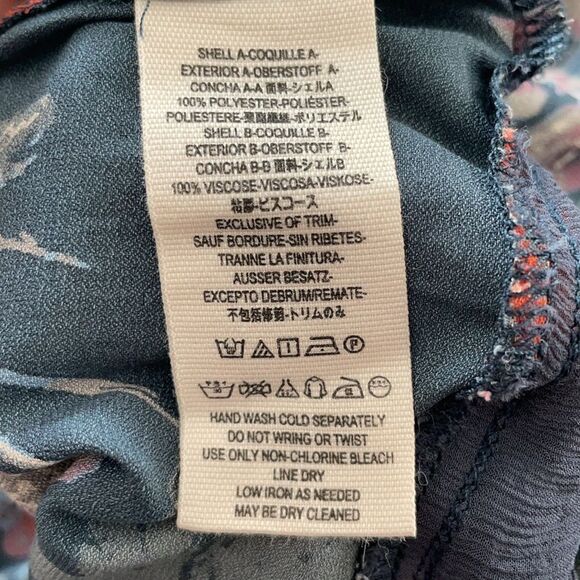 SHELL A-COQUILLE A-
EXTERIOR A-OBERSTOFF A-
CONCHA A-A 面料-シェルA
100% POLYESTER-POLIÉSTER-
POLIESTERE-聚酯纖維-ポリエステル
SHELL B-COQUILLE B-
EXTERIOR B-OBERSTOFF B-
CONCHA B-B 面料-シェルB
100% VISCOSE-VISCOSA-VISKOSE-
粘膠-ビスコース-
EXCLUSIVE OF TRIM-
SAUF BORDURE-SIN RIBETES-
TRANNE LA FINITURA-
AUSSER BESATZ-
EXCEPTO DEBRUM/REMATE-
不包括修剪-トリムのみ
HAND WASH COLD SEPARATELY
DO NOT WRING OR TWIST
USE ONLY NON-CHLORINE BLEACH
LINE DRY
LOW IRON AS NEEDED
MAY BE DRY CLEANED